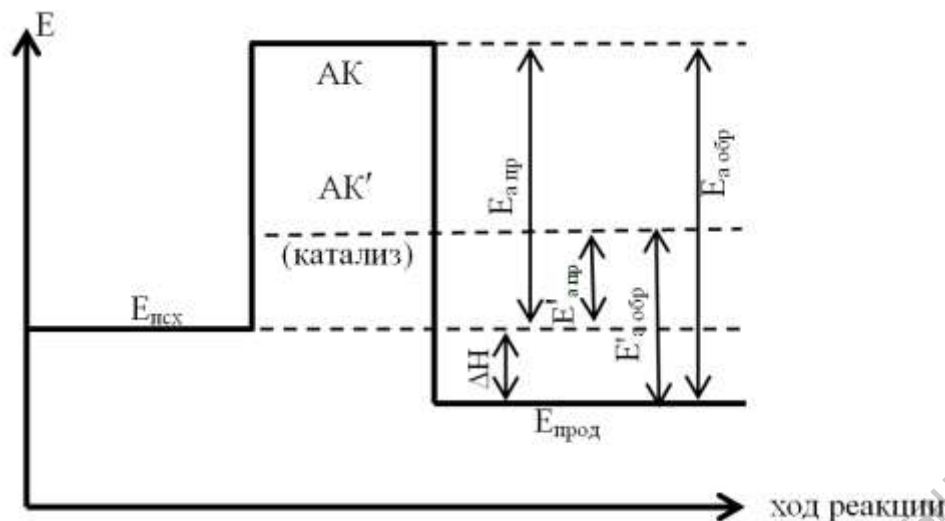 E
АК
АК′
(катализ)
Eисх
Eа пр
E′а пр
Eа обр
E′а обр
ΔH
Eпрод
ход реакции